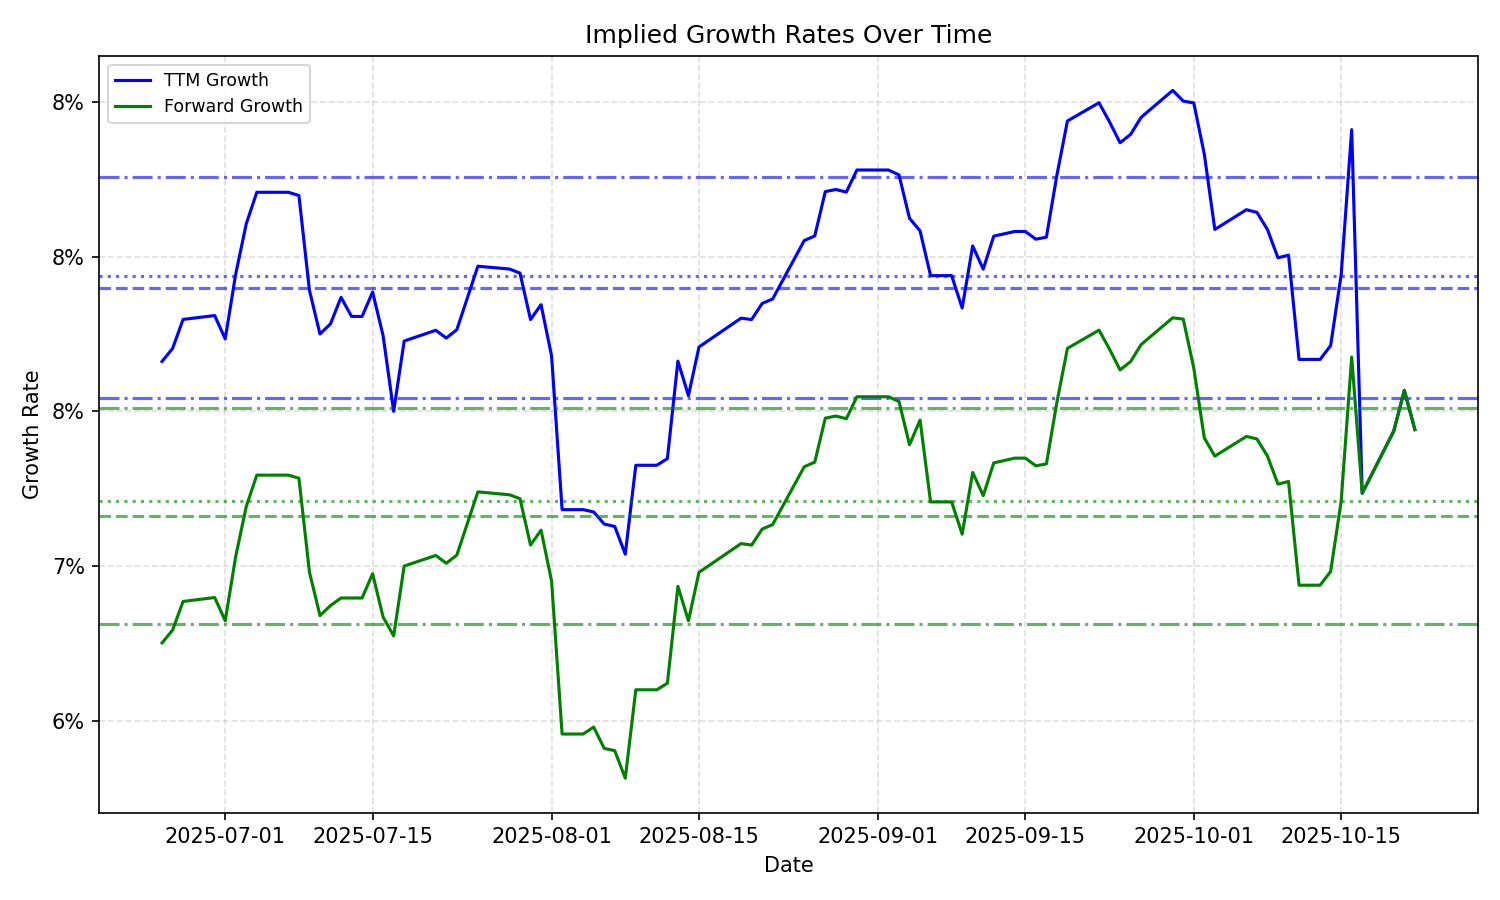 Implied Growth Rates Over Time
TTM Growth
Forward Growth
8%
8%
8%
7%
6%
Growth Rate
2025-07-01
2025-07-15
2025-08-01
2025-08-15
2025-09-01
2025-09-15
2025-10-01
2025-10-15
Date